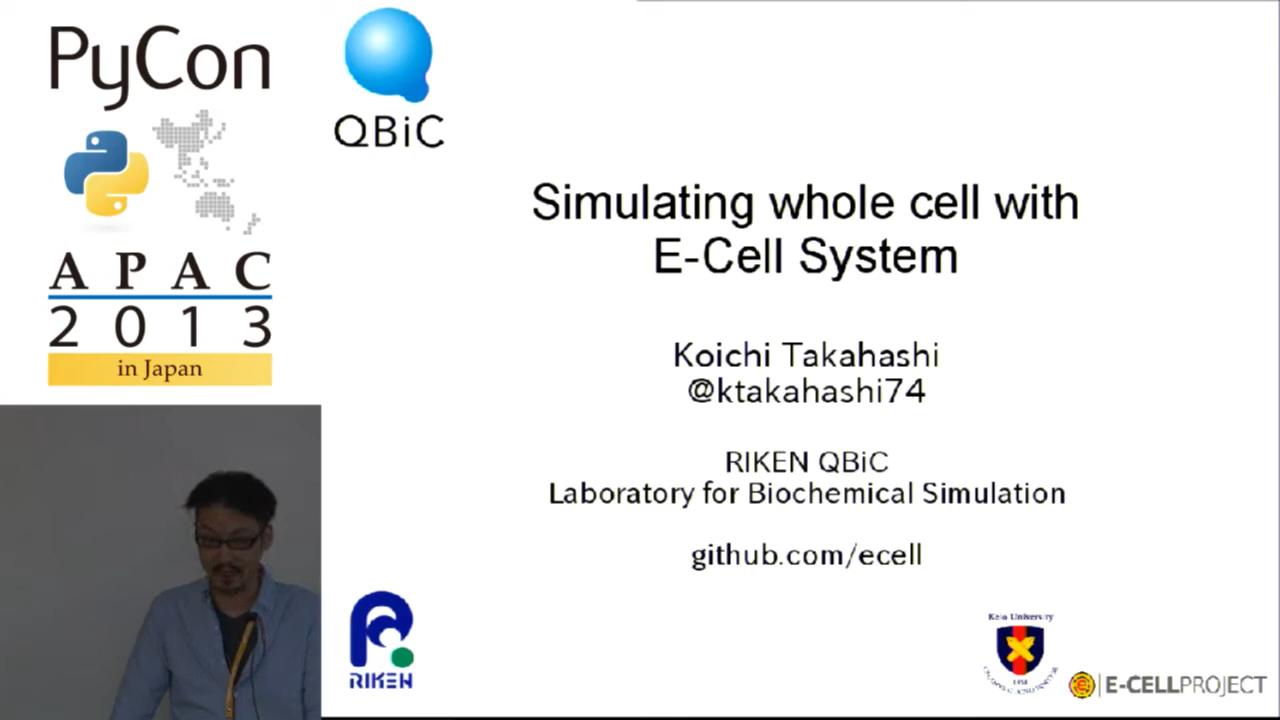 PyCon
APAC
2013
in Japan
QBiC
Simulating whole cell with
E-Cell System
Koichi Takahashi
@ktakahashi74
RIKEN QBiC
Laboratory for Biochemical Simulation
github.com/ecell
RIKEN
Keio University
E-CELLPROJECT